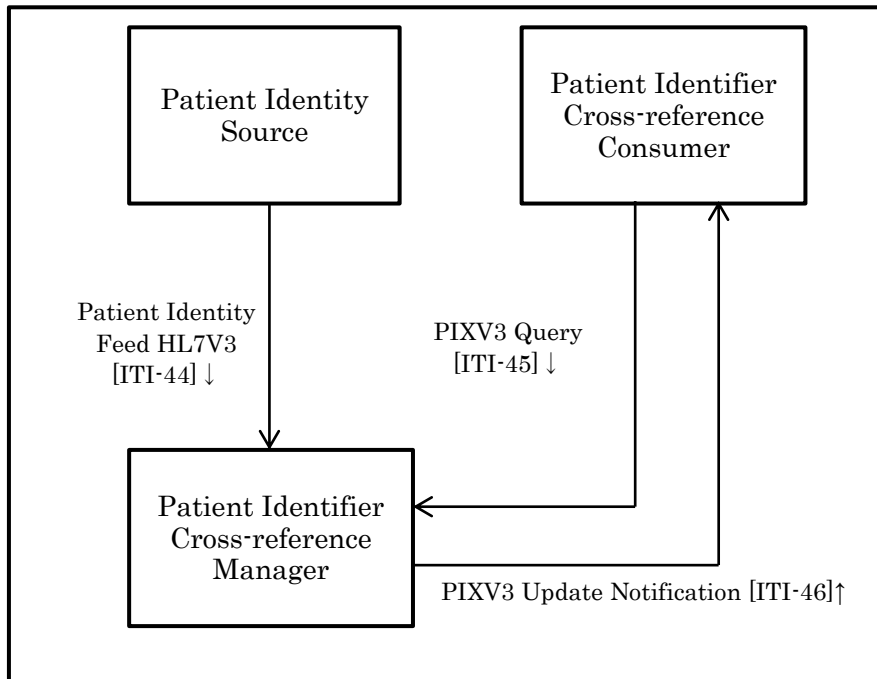 Patient Identity
Source
Patient Identifier
Cross-reference
Consumer
Patient Identity
Feed HL7V3
[ITI-44] ↓
PIXV3 Query
[ITI-45] ↓
Patient Identifier
Cross-reference
Manager
PIXV3 Update Notification [ITI-46]↑